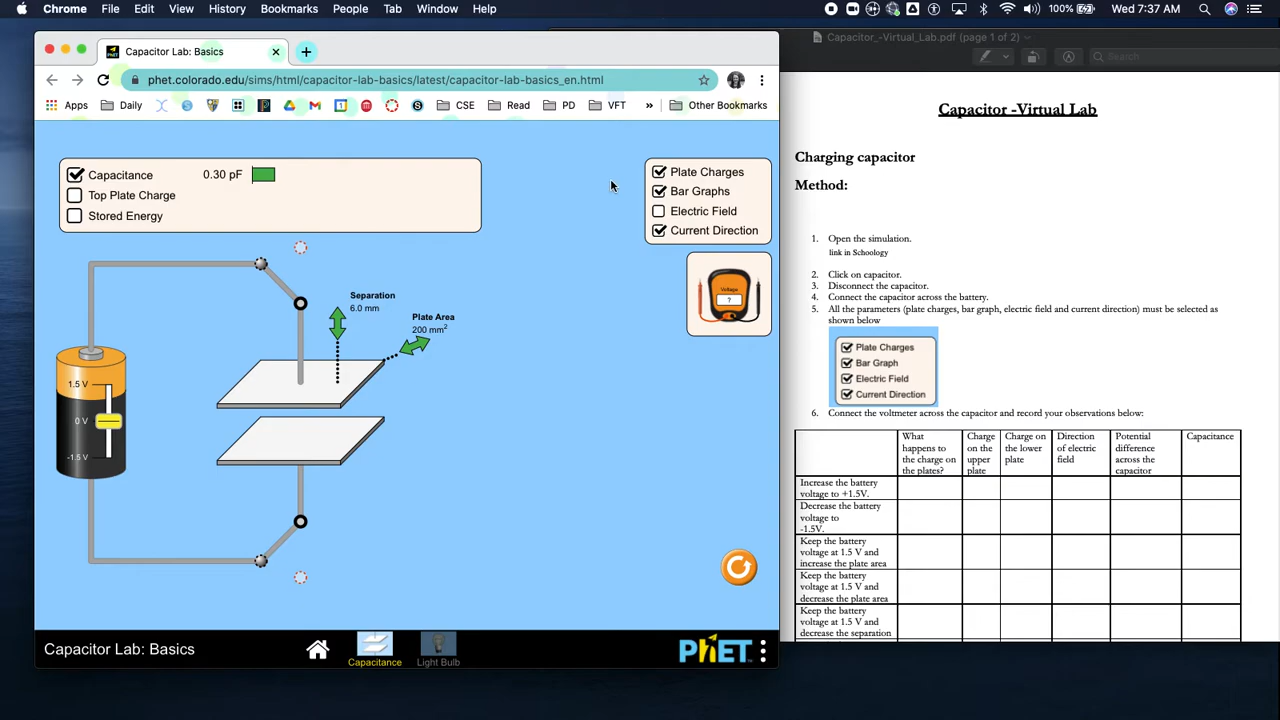 Chrome File Edit View History Bookmarks People Tab Window Help 100% Wed 7:37 AM
Capacitor Lab: Basics
phet.colorado.edu/sims/html/capacitor-lab-basics/latest/capacitor-lab-basics_en.html
Apps Daily CSE Read PD VFT » Other Bookmarks
Capacitance 0.30 pF
Top Plate Charge
Stored Energy
Plate Charges
Bar Graphs
Electric Field
Current Direction
Voltage
?
Separation
6.0 mm
Plate Area
200 mm²
1.5 V
0 V
-1.5 V
Capacitor Lab: Basics
Capacitance
Light Bulb
PhET
Capacitor_-Virtual_Lab.pdf (page 1 of 2)
Search
Capacitor -Virtual Lab
Charging capacitor
Method:
1. Open the simulation.
link in Schoology
2. Click on capacitor.
3. Disconnect the capacitor.
4. Connect the capacitor across the battery.
5. All the parameters (plate charges, bar graph, electric field and current direction) must be selected as
shown below
Plate Charges
Bar Graph
Electric Field
Current Direction
6. Connect the voltmeter across the capacitor and record your observations below:
What happens to the charge on the plates?
Charge on the upper plate
Charge on the lower plate
Direction of electric field
Potential difference across the capacitor
Capacitance
Increase the battery
voltage to +1.5V.
Decrease the battery
voltage to
-1.5V.
Keep the battery
voltage at 1.5 V and
increase the plate area
Keep the battery
voltage at 1.5 V and
decrease the plate area
Keep the battery
voltage at 1.5 V and
decrease the separation